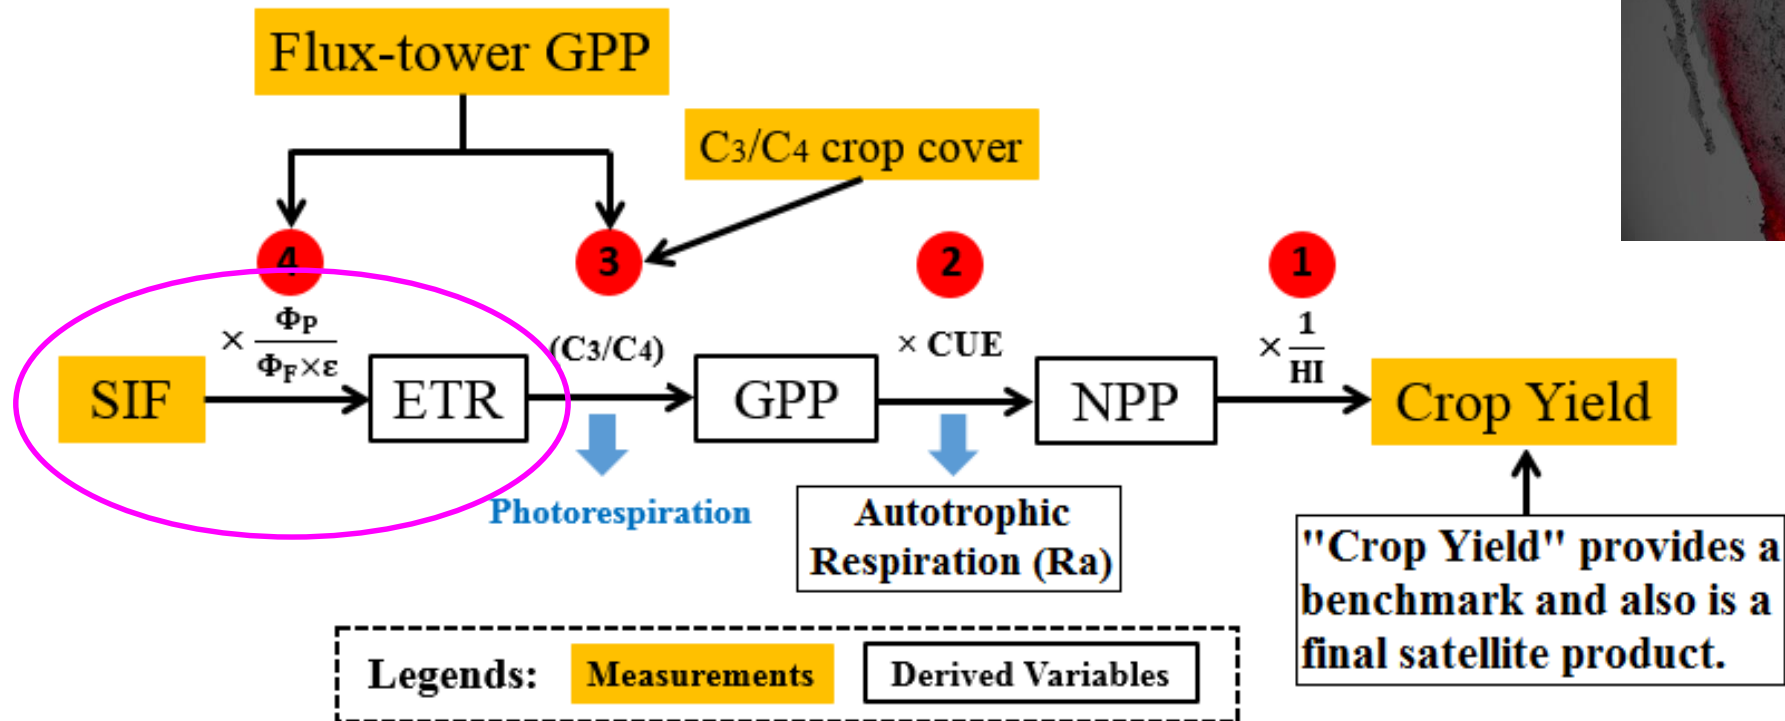 Flux-tower GPP
C3/C4 crop cover
4
3
2
1
× ΦP / ΦF×ε
(C3/C4)
× CUE
× 1 / HI
SIF
ETR
GPP
NPP
Crop Yield
Photorespiration
Autotrophic
Respiration (Ra)
"Crop Yield" provides a
benchmark and also is a
final satellite product.
Legends:
Measurements
Derived Variables